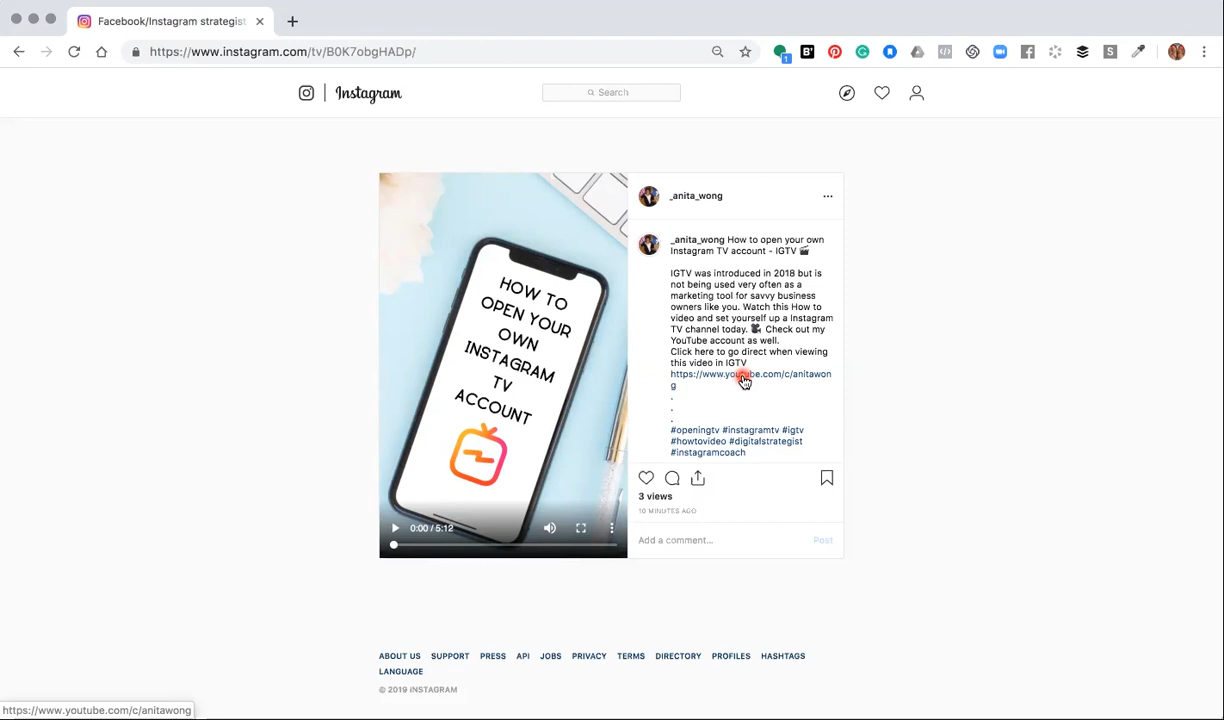 Facebook/Instagram strategist
https://www.instagram.com/tv/B0K7obgHADp/
1
B
S
Instagram
Search
HOW TO
OPEN YOUR
OWN
INSTAGRAM
TV
ACCOUNT
0:00 / 5:12
_anita_wong
_anita_wong How to open your own
Instagram TV account - IGTV 🎬
IGTV was introduced in 2018 but is
not being used very often as a
marketing tool for savvy business
owners like you. Watch this How to
video and set yourself up a Instagram
TV channel today. 🎥 Check out my
YouTube account as well.
Click here to go direct when viewing
this video in IGTV
https://www.youtube.com/c/anitawon
g
.
.
.
#openingtv #instagramtv #igtv
#howtovideo #digitalstrategist
#instagramcoach
3 views
10 MINUTES AGO
Add a comment...
Post
ABOUT US SUPPORT PRESS API JOBS PRIVACY TERMS DIRECTORY PROFILES HASHTAGS
LANGUAGE
© 2019 INSTAGRAM
https://www.youtube.com/c/anitawong